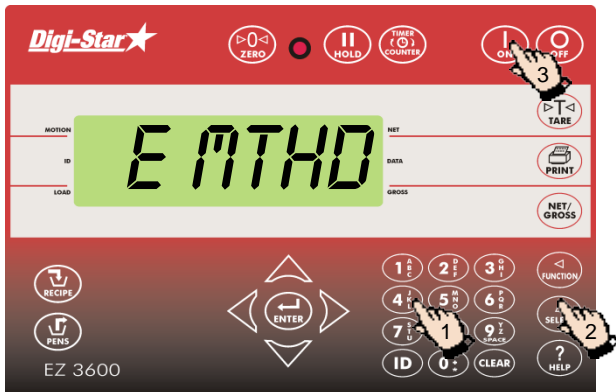 Digi-Star
ZERO
HOLD
TIMER
COUNTER
ON
OFF
3
TARE
MOTION
NET
E MTHD
ID
DATA
PRINT
LOAD
GROSS
NET/
GROSS
RECIPE
ENTER
1 A B C
2 D E F
3 G H I
FUNCTION
4 J K L
5 M N O
6 P Q R
7 S T U
1
9 Y Z SPACE
2
PENS
ID
0
CLEAR
?
HELP
EZ 3600